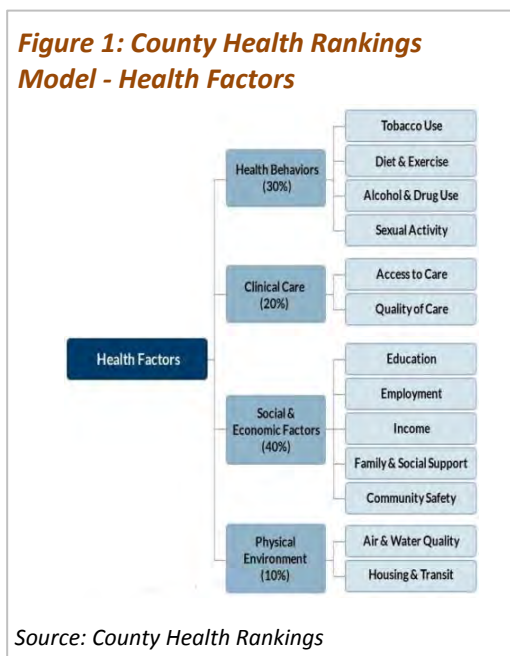 Figure 1: County Health Rankings
Model - Health Factors
Tobacco Use
Health Behaviors
(30%)
Diet & Exercise
Alcohol & Drug Use
Sexual Activity
Clinical Care
(20%)
Access to Care
Quality of Care
Health Factors
Social &
Economic Factors
(40%)
Education
Employment
Income
Family & Social Support
Community Safety
Physical
Environment
(10%)
Air & Water Quality
Housing & Transit
Source: County Health Rankings